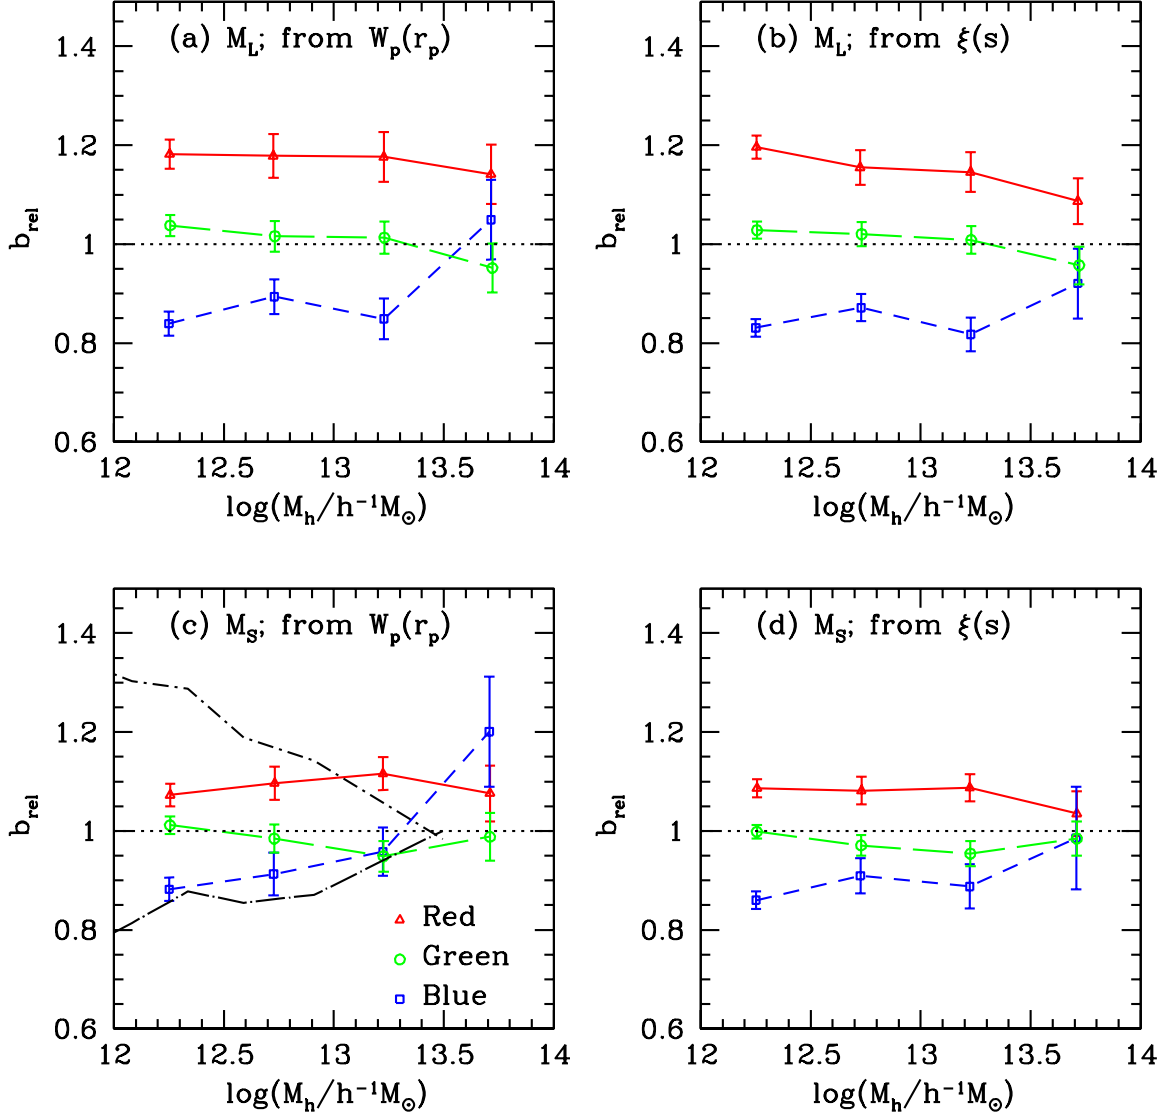 (a) M_L; from W_p(r_p)
1.4
1.2
1
0.8
0.6
b_rel
12 12.5 13 13.5 14
log(M_h/h⁻¹M_⊙)
(b) M_L; from ξ(s)
1.4
1.2
1
0.8
0.6
b_rel
12 12.5 13 13.5 14
log(M_h/h⁻¹M_⊙)
(c) M_S; from W_p(r_p)
1.4
1.2
1
0.8
0.6
b_rel
Red
Green
Blue
12 12.5 13 13.5 14
log(M_h/h⁻¹M_⊙)
(d) M_S; from ξ(s)
1.4
1.2
1
0.8
0.6
b_rel
12 12.5 13 13.5 14
log(M_h/h⁻¹M_⊙)